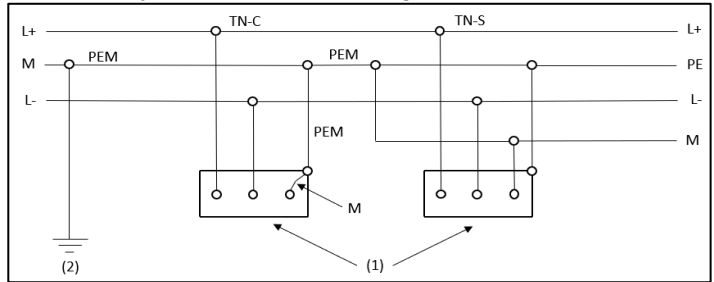 TN-C TN-S
L+ L+
M PEM PEM PE
L- L-
PEM
M
M
(2) (1)